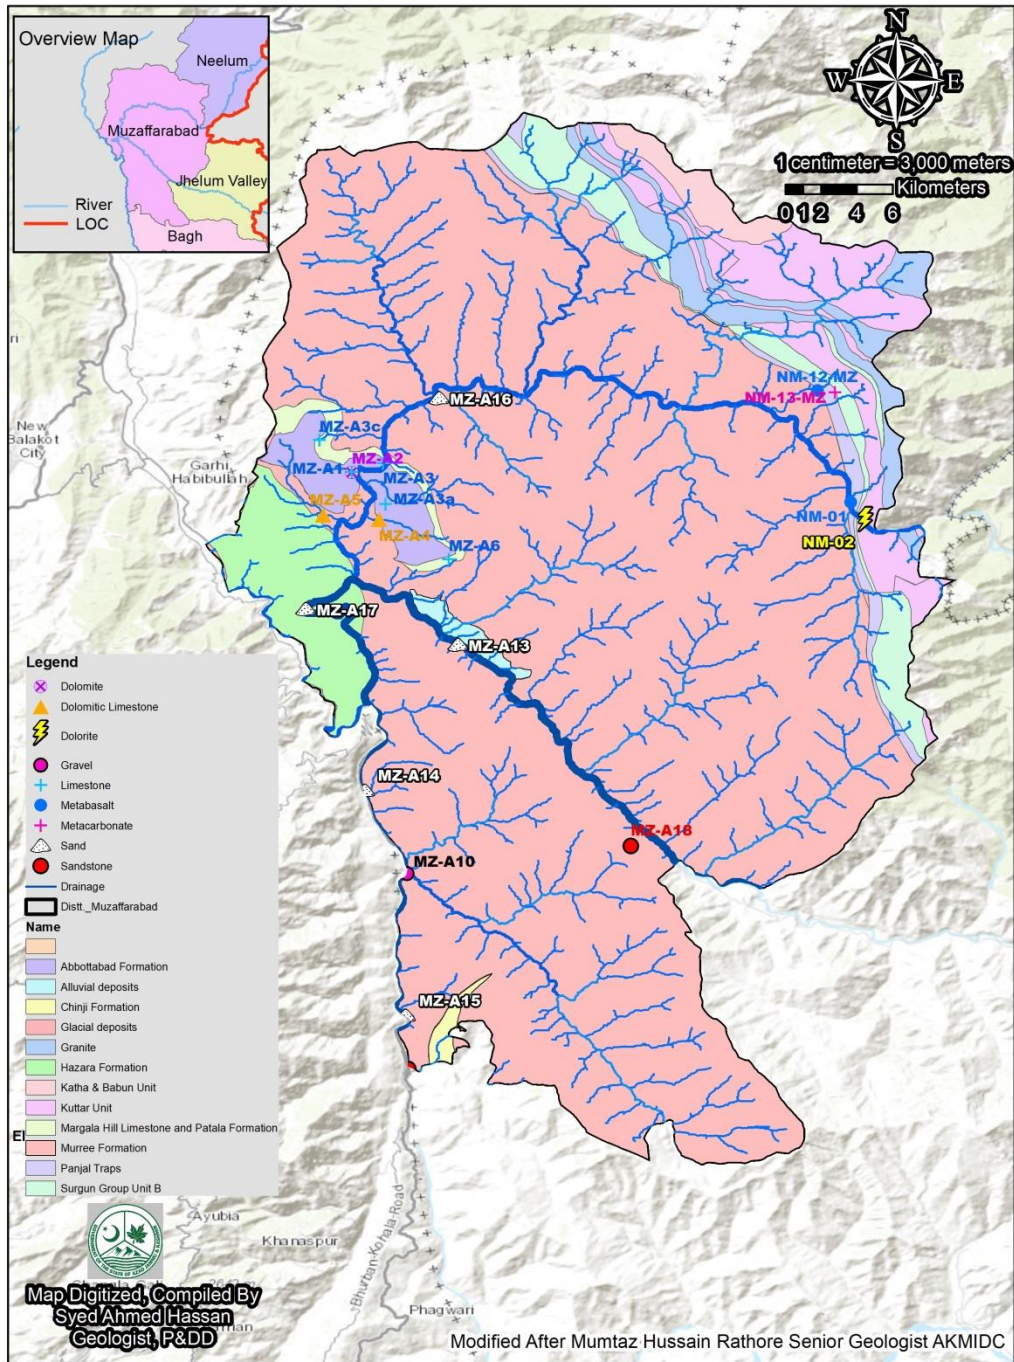 Overview Map
Neelum
Muzaffarabad
Jhelum Valley
River
LOC
Bagh
N
W
E
S
1 centimeter = 3,000 meters
Kilometers
0 1 2 4 6
New
Balakot
City
Garhi
Habibullah
NM-12-MZ
NM-13-MZ
MZ-A16
MZ-A3c
MZ-A2
MZ-A1
MZ-A3
MZ-A3a
MZ-A5
MZ-A4
MZ-A6
NM-01
NM-02
MZ-A17
MZ-A13
MZ-A14
MZ-A18
MZ-A10
MZ-A15
Legend
Dolomite
Dolomitic Limestone
Dolorite
Gravel
Limestone
Metabasalt
Metacarbonate
Sand
Sandstone
Drainage
Distt._Muzaffarabad
Name
Abbottabad Formation
Alluvial deposits
Chinji Formation
Glacial deposits
Granite
Hazara Formation
Katha & Babun Unit
Kuttar Unit
Margala Hill Limestone and Patala Formation
Murree Formation
Panjal Traps
Surgun Group Unit B
Ayubia
Khanaspur
Bhurban-Kohala-Road
Phagwari
Map Digitized, Compiled By
Syed Ahmed Hassan
Geologist, P&DD
Modified After Mumtaz Hussain Rathore Senior Geologist AKMIDC